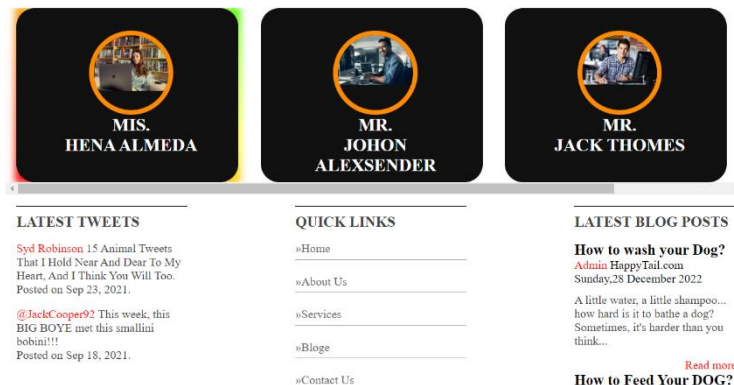 MIS.
HENA ALMEDA
MR.
JOHON
ALEXSENDER
MR.
JACK THOMES
LATEST TWEETS
Syd Robinson 15 Animal Tweets
That I Hold Near And Dear To My
Heart, And I Think You Will Too.
Posted on Sep 23, 2021.
@JackCooper92 This week, this
BIG BOYE met this smallini
bobini!!!
Posted on Sep 18, 2021.
QUICK LINKS
»Home
»About Us
»Services
»Bloge
»Contact Us
LATEST BLOG POSTS
How to wash your Dog?
Admin HappyTail.com
Sunday,28 December 2022
A little water, a little shampoo...
how hard is it to bathe a dog?
Sometimes, it's harder than you
think...
Read more
How to Feed Your DOG?